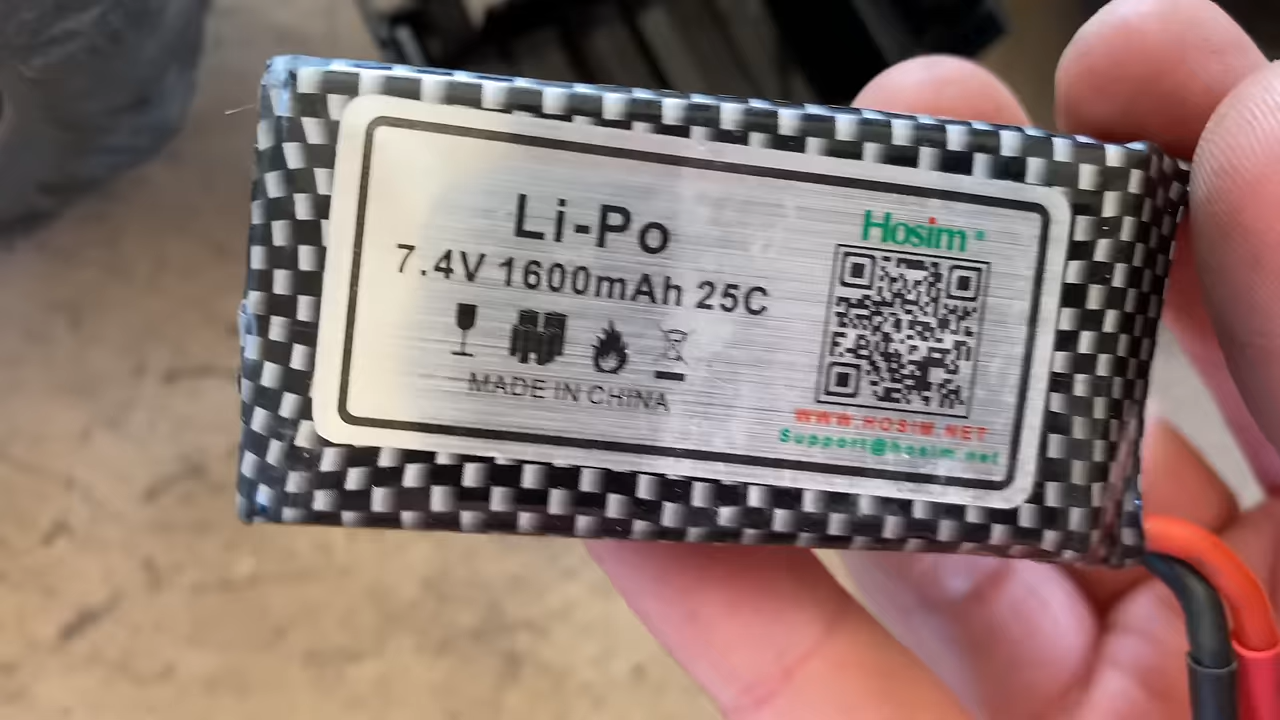 Li-Po
7.4V 1600mAh 25C
MADE IN CHINA
Hosim
WWW.HOSIM.NET
Support@hosim.net